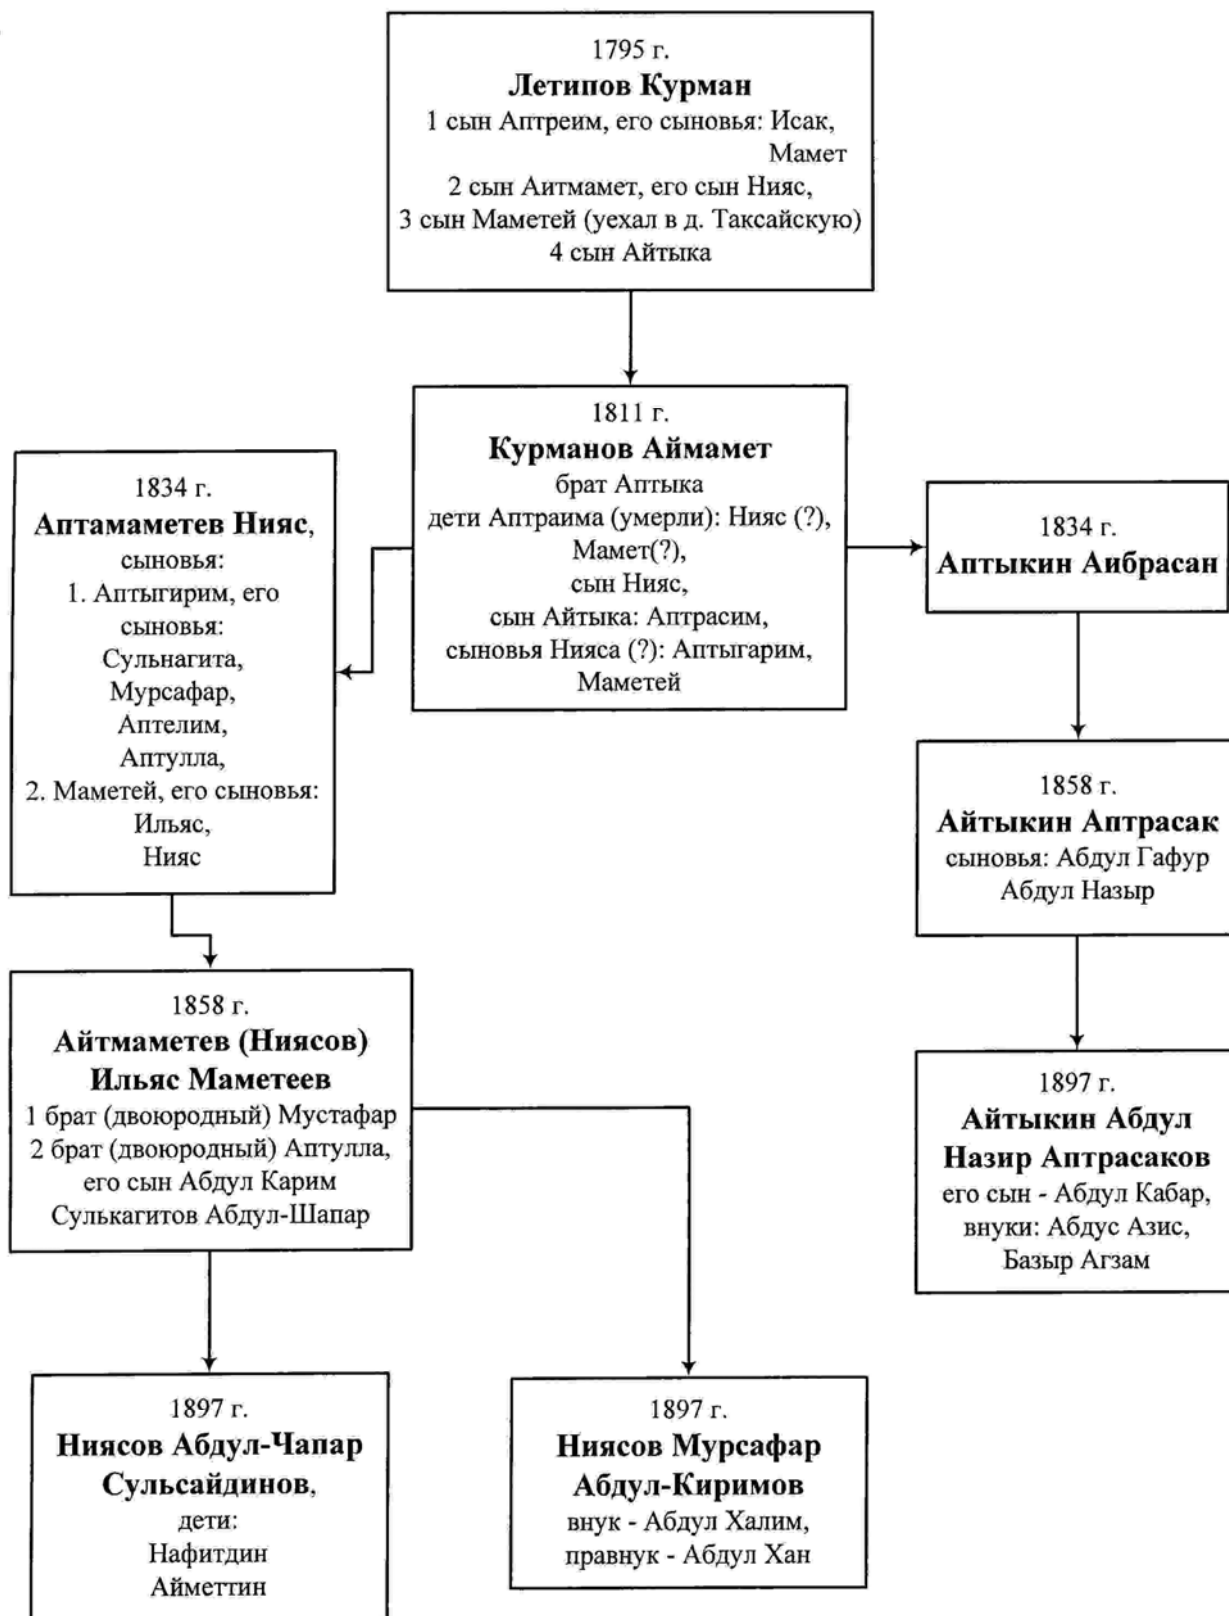 1795 г.
Летипов Курман
1 сын Аптреим, его сыновья: Исак,
Мамет
2 сын Аитмамет, его сын Нияс,
3 сын Маметей (уехал в д. Таксайскую)
4 сын Айтыка
1811 г.
Курманов Аймамет
брат Аптыка
дети Аптраима (умерли): Нияс (?),
Мамет(?),
сын Нияс,
сын Айтыка: Аптрасим,
сыновья Нияса (?): Аптыгарим,
Маметей
1834 г.
Аптамаметев Нияс,
сыновья:
1. Аптыгирим, его
сыновья:
Сульнагита,
Мурсафар,
Аптелим,
Аптулла,
2. Маметей, его сыновья:
Ильяс,
Нияс
1834 г.
Аптыкин Аибрасан
1858 г.
Айтыкин Аптрасак
сыновья: Абдул Гафур
Абдул Назыр
1858 г.
Айтмаметев (Ниясов)
Ильяс Маметеев
1 брат (двоюродный) Мустафар
2 брат (двоюродный) Аптулла,
его сын Абдул Карим
Сулькагитов Абдул-Шапар
1897 г.
Айтыкин Абдул
Назир Аптрасаков
его сын - Абдул Кабар,
внуки: Абдус Азис,
Базыр Агзам
1897 г.
Ниясов Абдул-Чапар
Сульсайдинов,
дети:
Нафитдин
Айметтин
1897 г.
Ниясов Мурсафар
Абдул-Киримов
внук - Абдул Халим,
правнук - Абдул Хан